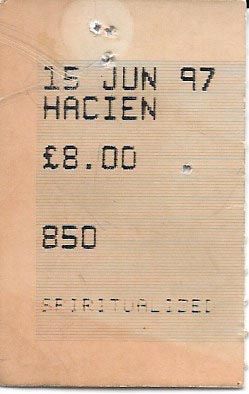 15 JUN 97
HACIEN
£8.00
850
SPIRITUALIZED